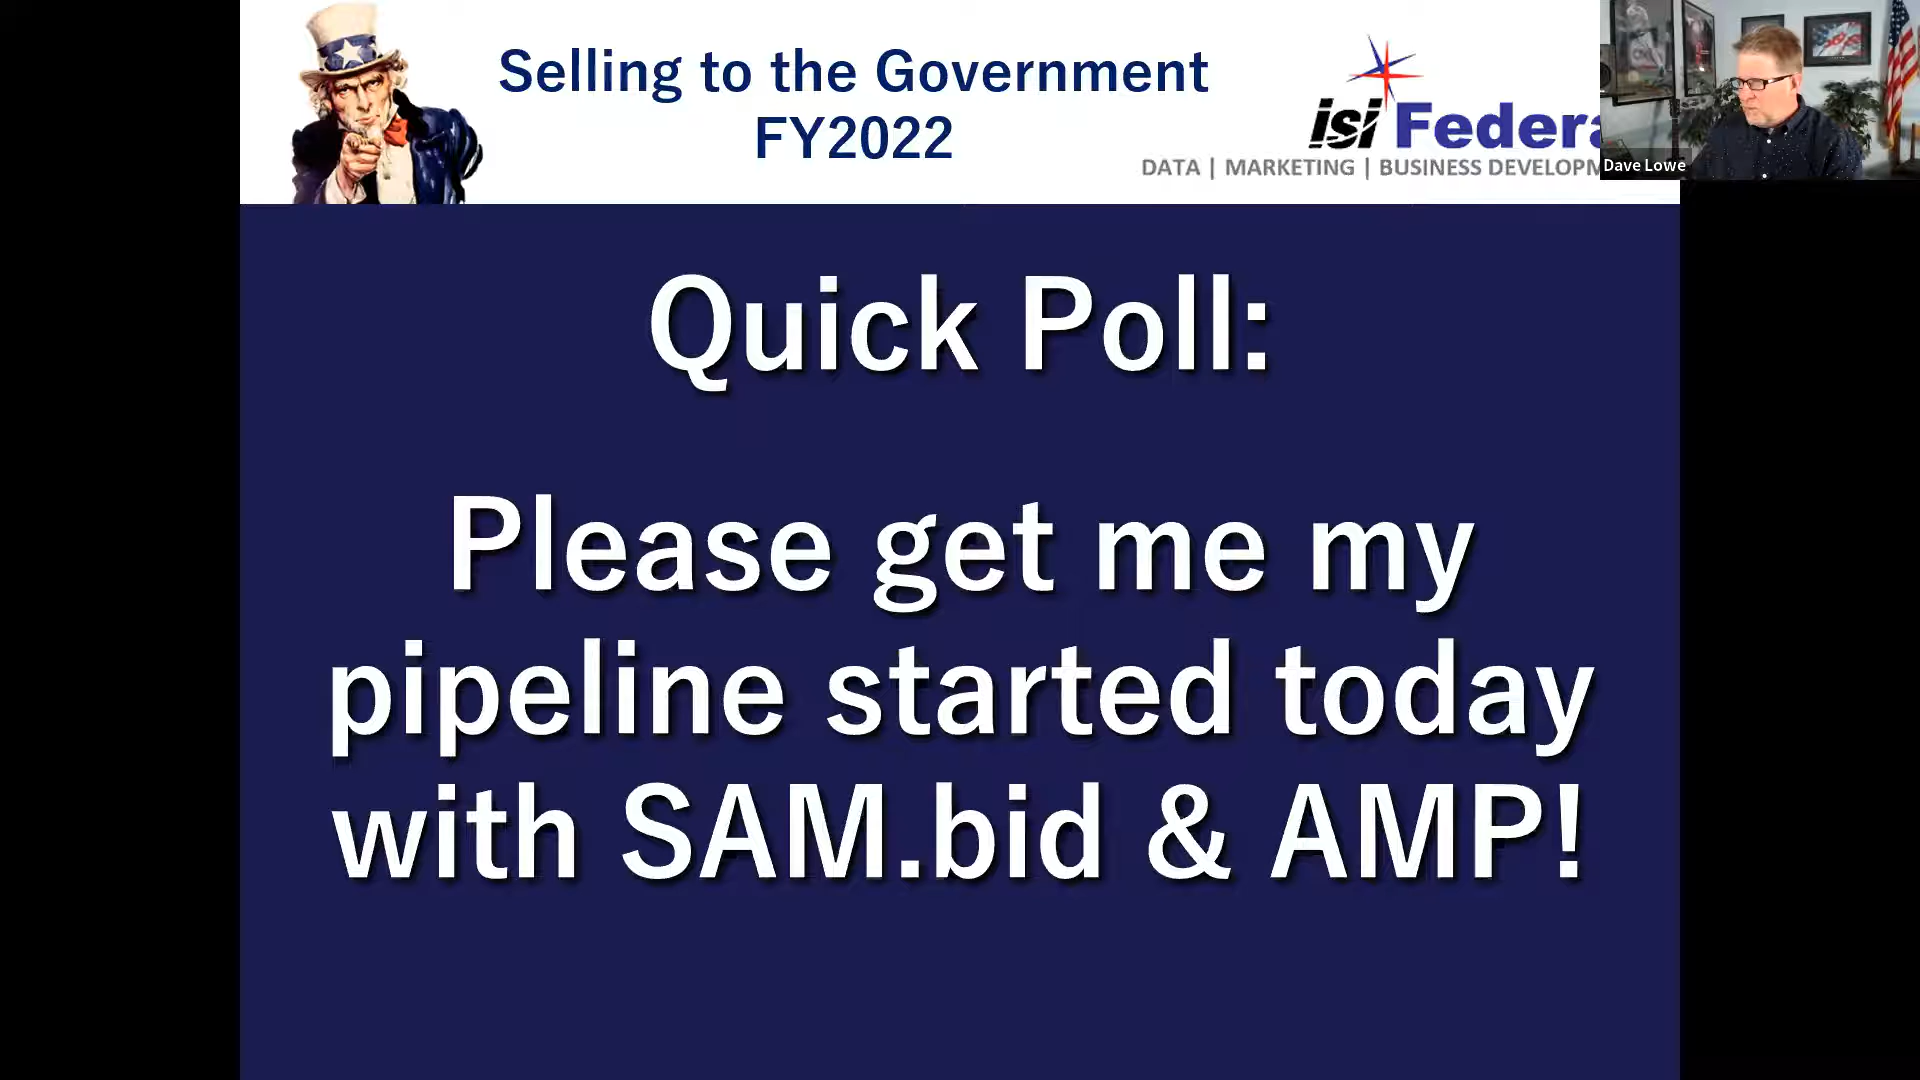 Selling to the Government
FY2022
isi Federa
DATA | MARKETING | BUSINESS DEVELOPM
Dave Lowe
Quick Poll:
Please get me my
pipeline started today
with SAM.bid & AMP!